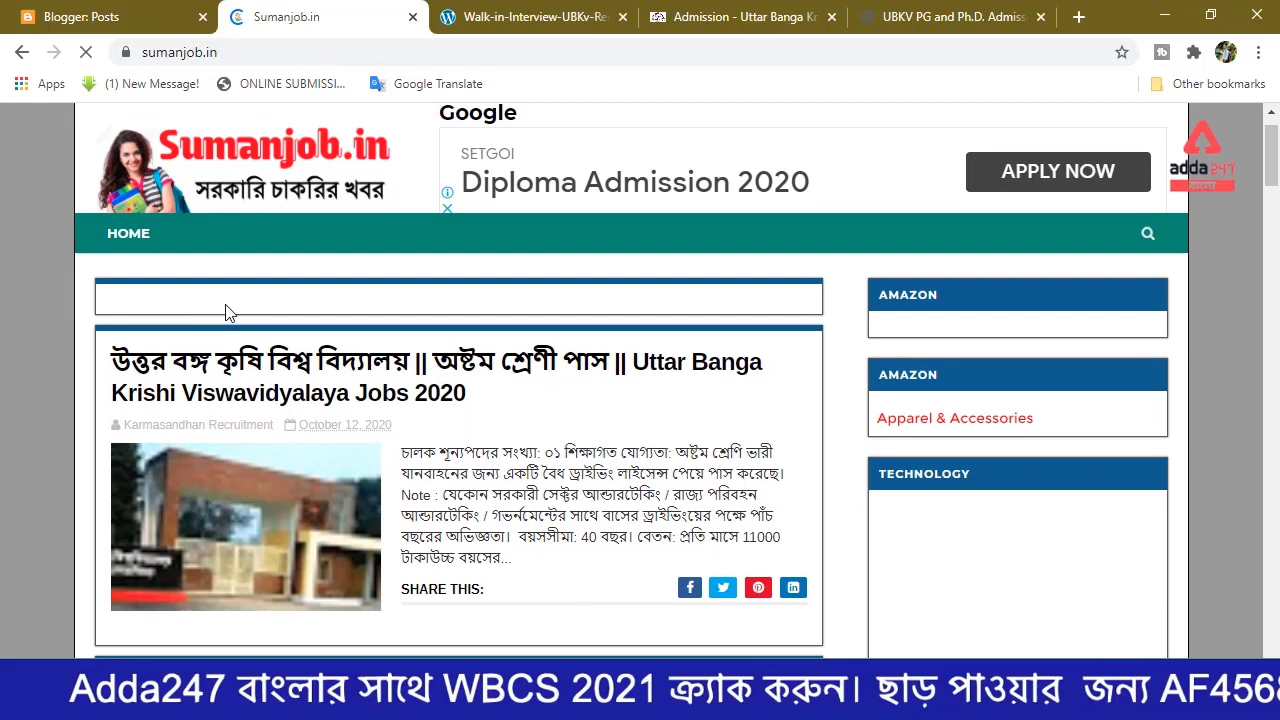 Blogger: Posts
Sumanjob.in
Walk-in-Interview-UBKv-Re
Admission - Uttar Banga Kr
UBKV PG and Ph.D. Admiss
sumanjob.in
Apps
(1) New Message!
ONLINE SUBMISSI...
Google Translate
Other bookmarks
Sumanjob.in
সরকারি চাকরির খবর
Google
SETGOI
Diploma Admission 2020
APPLY NOW
adda 247
বাংলা
HOME
AMAZON
উত্তর বঙ্গ কৃষি বিশ্ব বিদ্যালয় || অষ্টম শ্রেণী পাস || Uttar Banga
Krishi Viswavidyalaya Jobs 2020
Karmasandhan Recruitment
October 12, 2020
চালক শূন্যপদের সংখ্যা: ০১ শিক্ষাগত যোগ্যতা: অষ্টম শ্রেণি ভারী
যানবাহনের জন্য একটি বৈধ ড্রাইভিং লাইসেন্স পেয়ে পাস করেছে।
Note : যেকোন সরকারী সেক্টর আন্ডারটেকিং / রাজ্য পরিবহন
আন্ডারটেকিং / গভর্নমেন্টের সাথে বাসের ড্রাইভিংয়ের পক্ষে পাঁচ
বছরের অভিজ্ঞতা। বয়সসীমা: 40 বছর। বেতন: প্রতি মাসে 11000
টাকাউচ্চ বয়সের...
SHARE THIS:
AMAZON
Apparel & Accessories
TECHNOLOGY
Adda247 বাংলার সাথে WBCS 2021 ক্র্যাক করুন। ছাড় পাওয়ার জন্য AF456